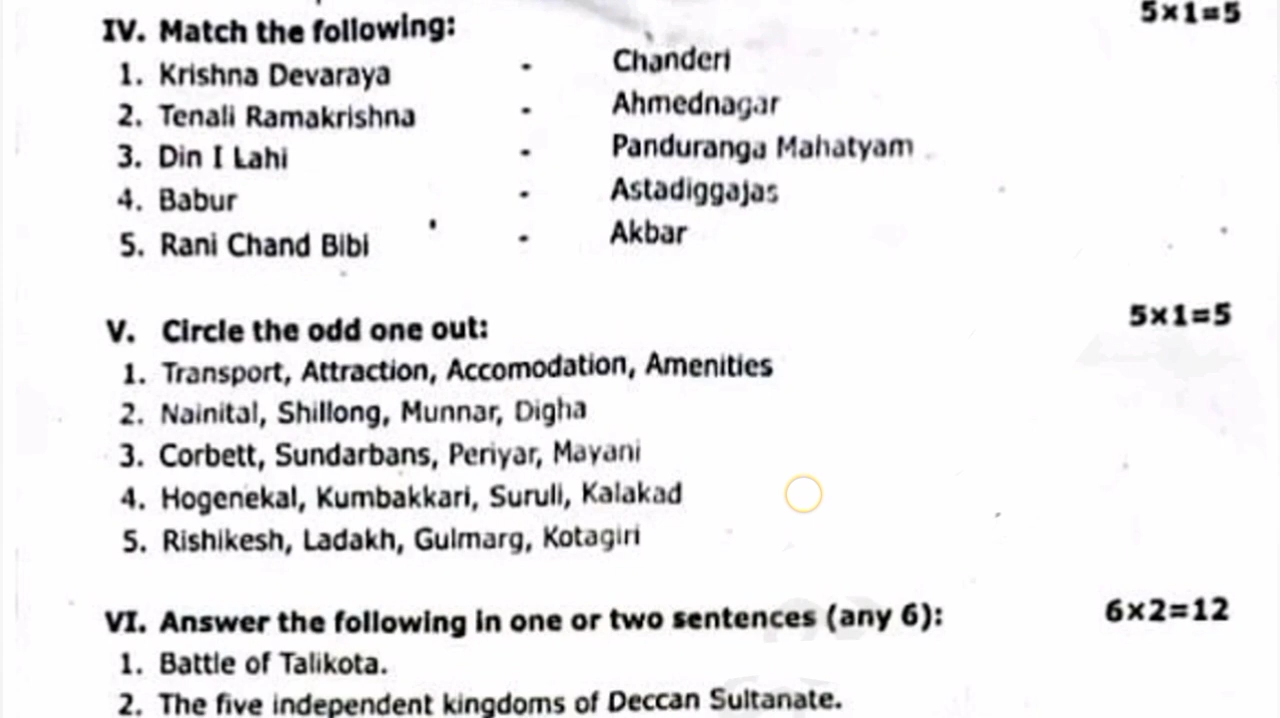 IV. Match the following: 5×1=5
1. Krishna Devaraya - Chanderi
2. Tenali Ramakrishna - Ahmednagar
3. Din I Lahi - Panduranga Mahatyam
4. Babur - Astadiggajas
5. Rani Chand Bibi - Akbar
V. Circle the odd one out: 5×1=5
1. Transport, Attraction, Accomodation, Amenities
2. Nainital, Shillong, Munnar, Digha
3. Corbett, Sundarbans, Periyar, Mayani
4. Hogenekal, Kumbakkari, Suruli, Kalakad
5. Rishikesh, Ladakh, Gulmarg, Kotagiri
VI. Answer the following in one or two sentences (any 6): 6×2=12
1. Battle of Talikota.
2. The five independent kingdoms of Deccan Sultanate.